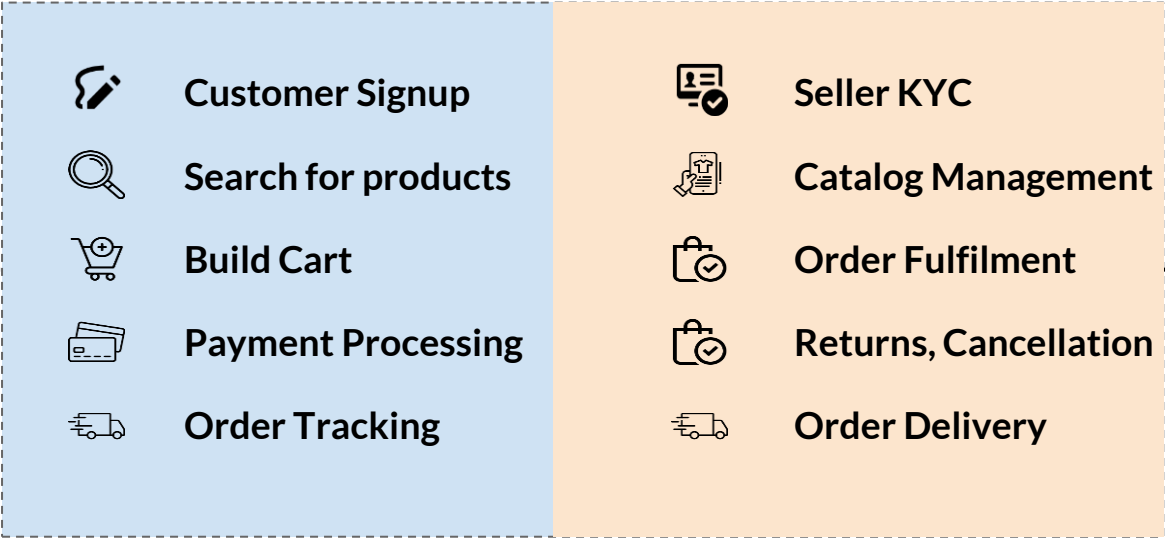 Customer Signup
Search for products
Build Cart
Payment Processing
Order Tracking
Seller KYC
Catalog Management
Order Fulfilment
Returns, Cancellation
Order Delivery